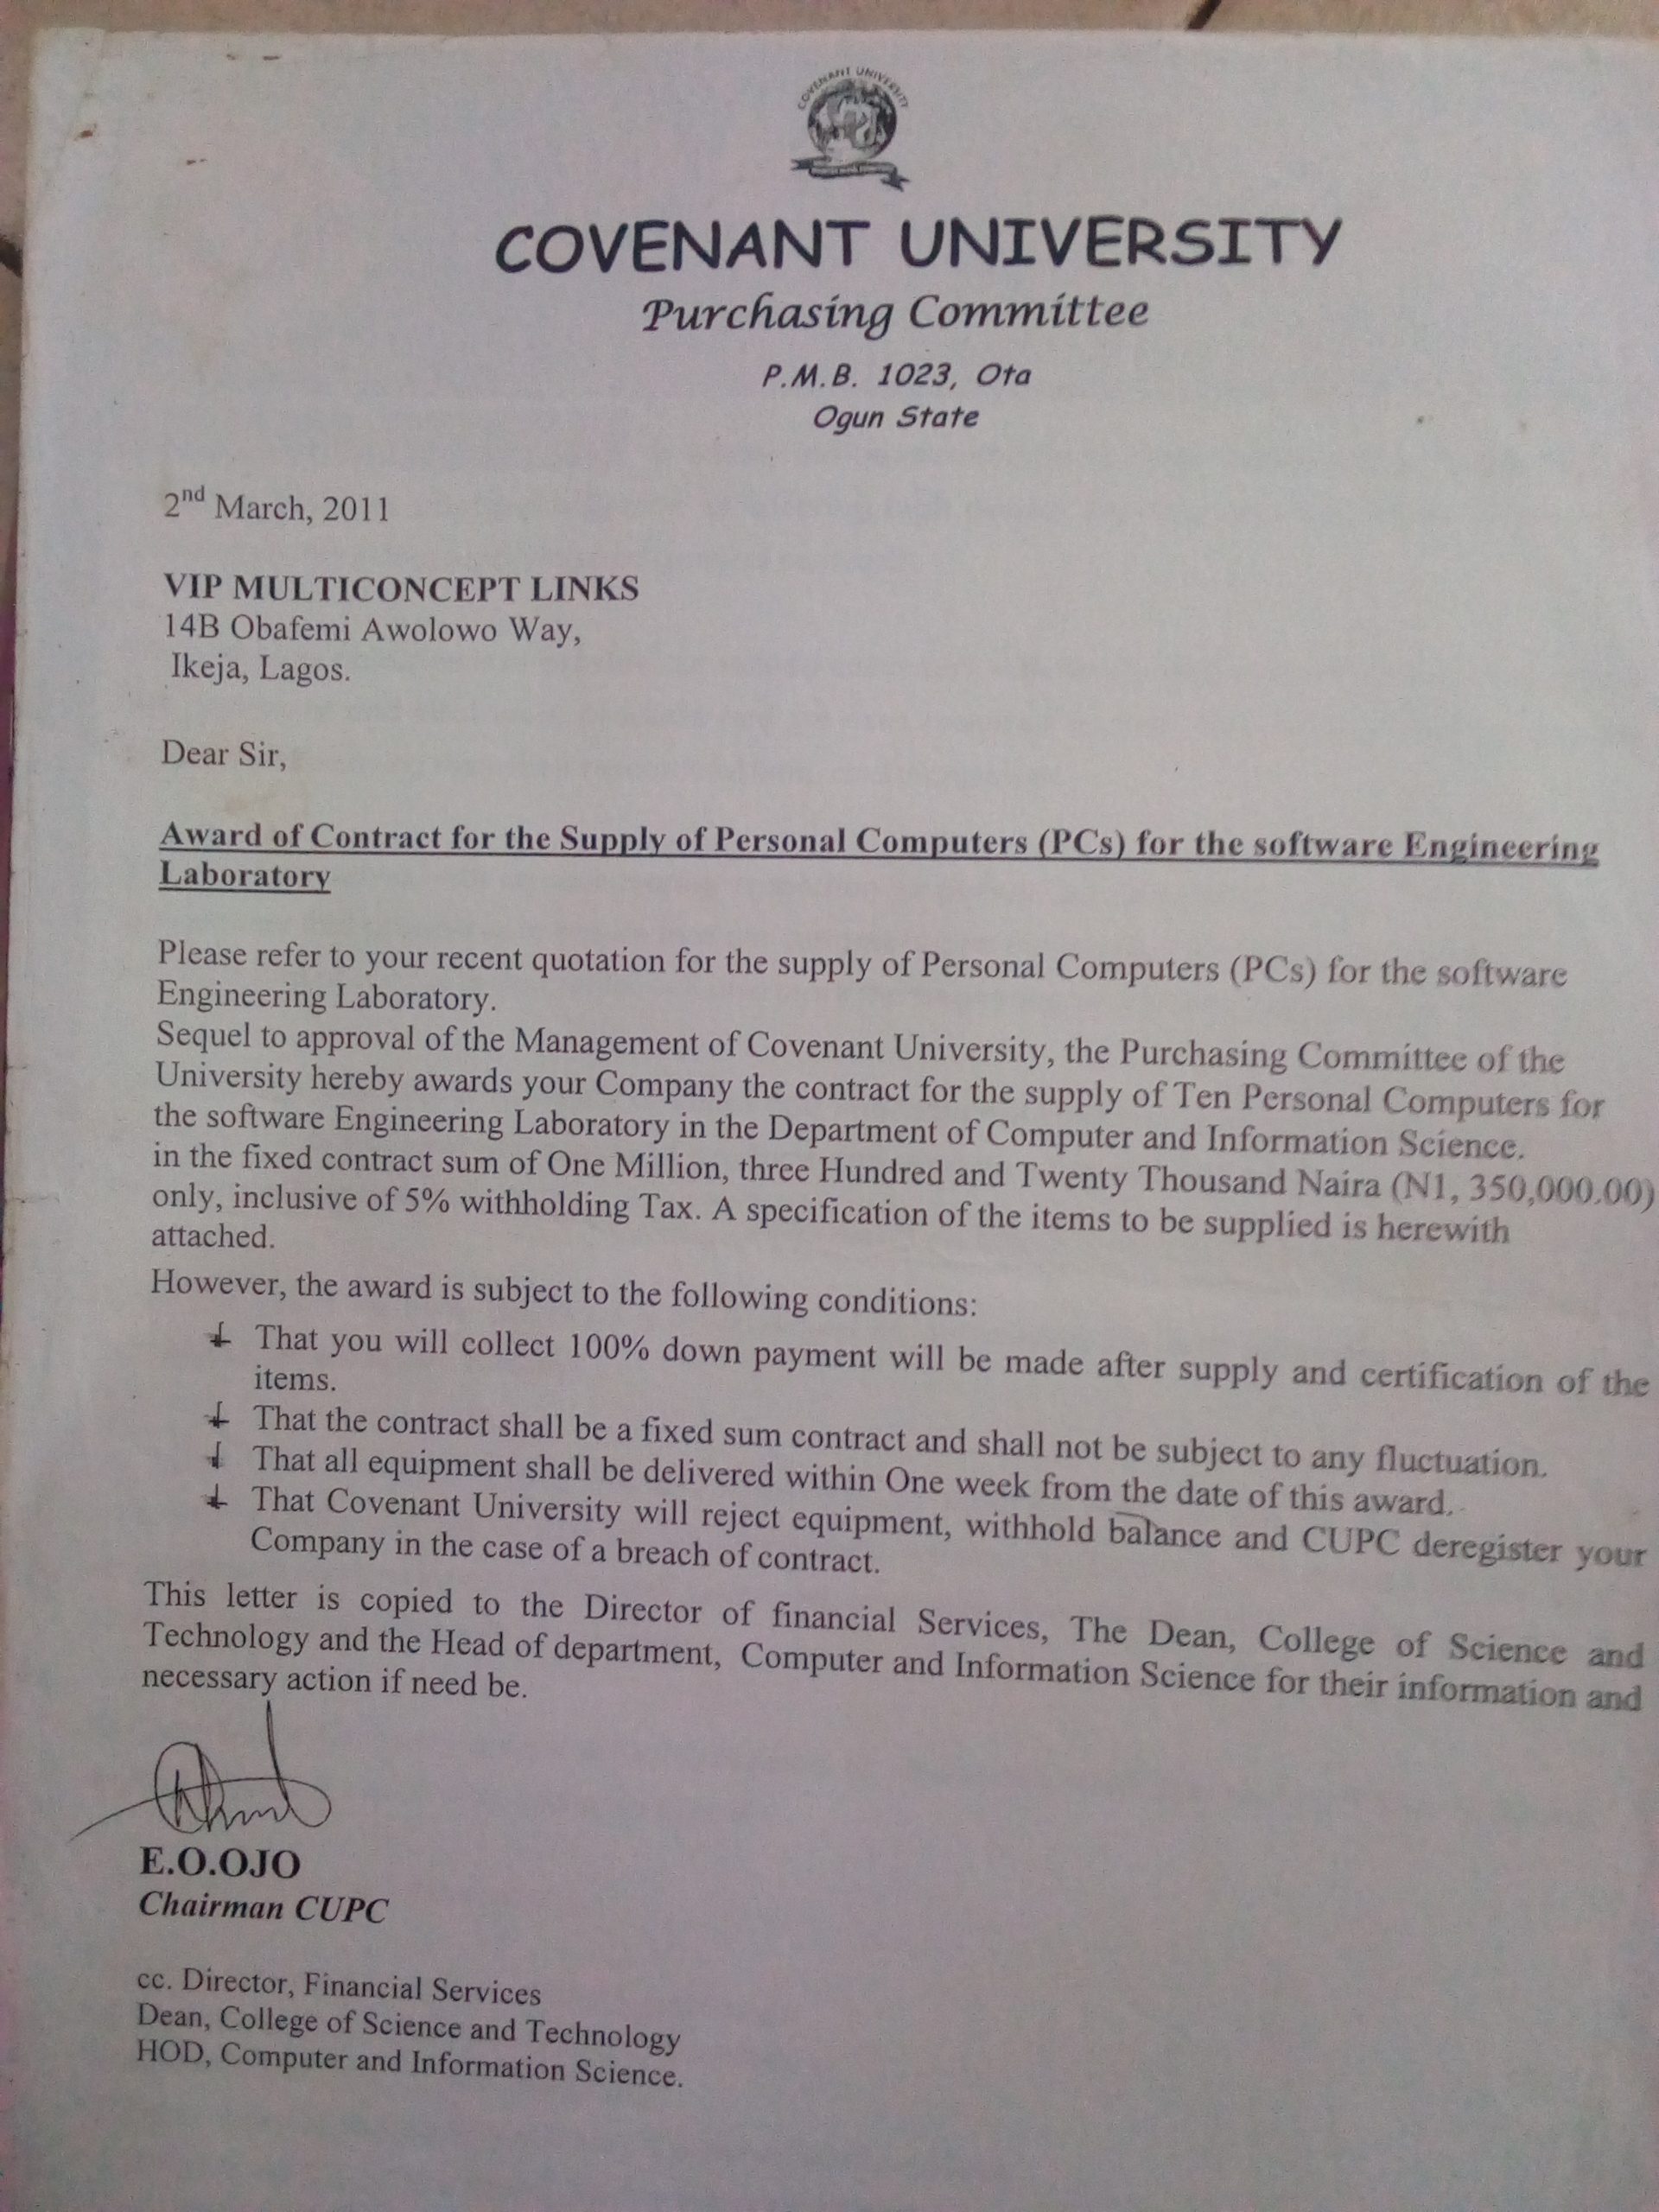 COVENANT UNIVERSITY
COVENANT UNIVERSITY
Purchasing Committee
P.M.B. 1023, Ota
Ogun State
2nd March, 2011
VIP MULTICONCEPT LINKS
14B Obafemi Awolowo Way,
Ikeja, Lagos.
Dear Sir,
Award of Contract for the Supply of Personal Computers (PCs) for the software Engineering
Laboratory
Please refer to your recent quotation for the supply of Personal Computers (PCs) for the software
Engineering Laboratory.
Sequel to approval of the Management of Covenant University, the Purchasing Committee of the
University hereby awards your Company the contract for the supply of Ten Personal Computers for
the software Engineering Laboratory in the Department of Computer and Information Science.
in the fixed contract sum of One Million, three Hundred and Twenty Thousand Naira (N1, 350,000.00)
only, inclusive of 5% withholding Tax. A specification of the items to be supplied is herewith
attached.
However, the award is subject to the following conditions:
That you will collect 100% down payment will be made after supply and certification of the
items.
That the contract shall be a fixed sum contract and shall not be subject to any fluctuation.
That all equipment shall be delivered within One week from the date of this award.
That Covenant University will reject equipment, withhold balance and CUPC deregister your
Company in the case of a breach of contract.
This letter is copied to the Director of financial Services, The Dean, College of Science and
Technology and the Head of department, Computer and Information Science for their information and
necessary action if need be.
E.O.OJO
Chairman CUPC
cc. Director, Financial Services
Dean, College of Science and Technology
HOD, Computer and Information Science.